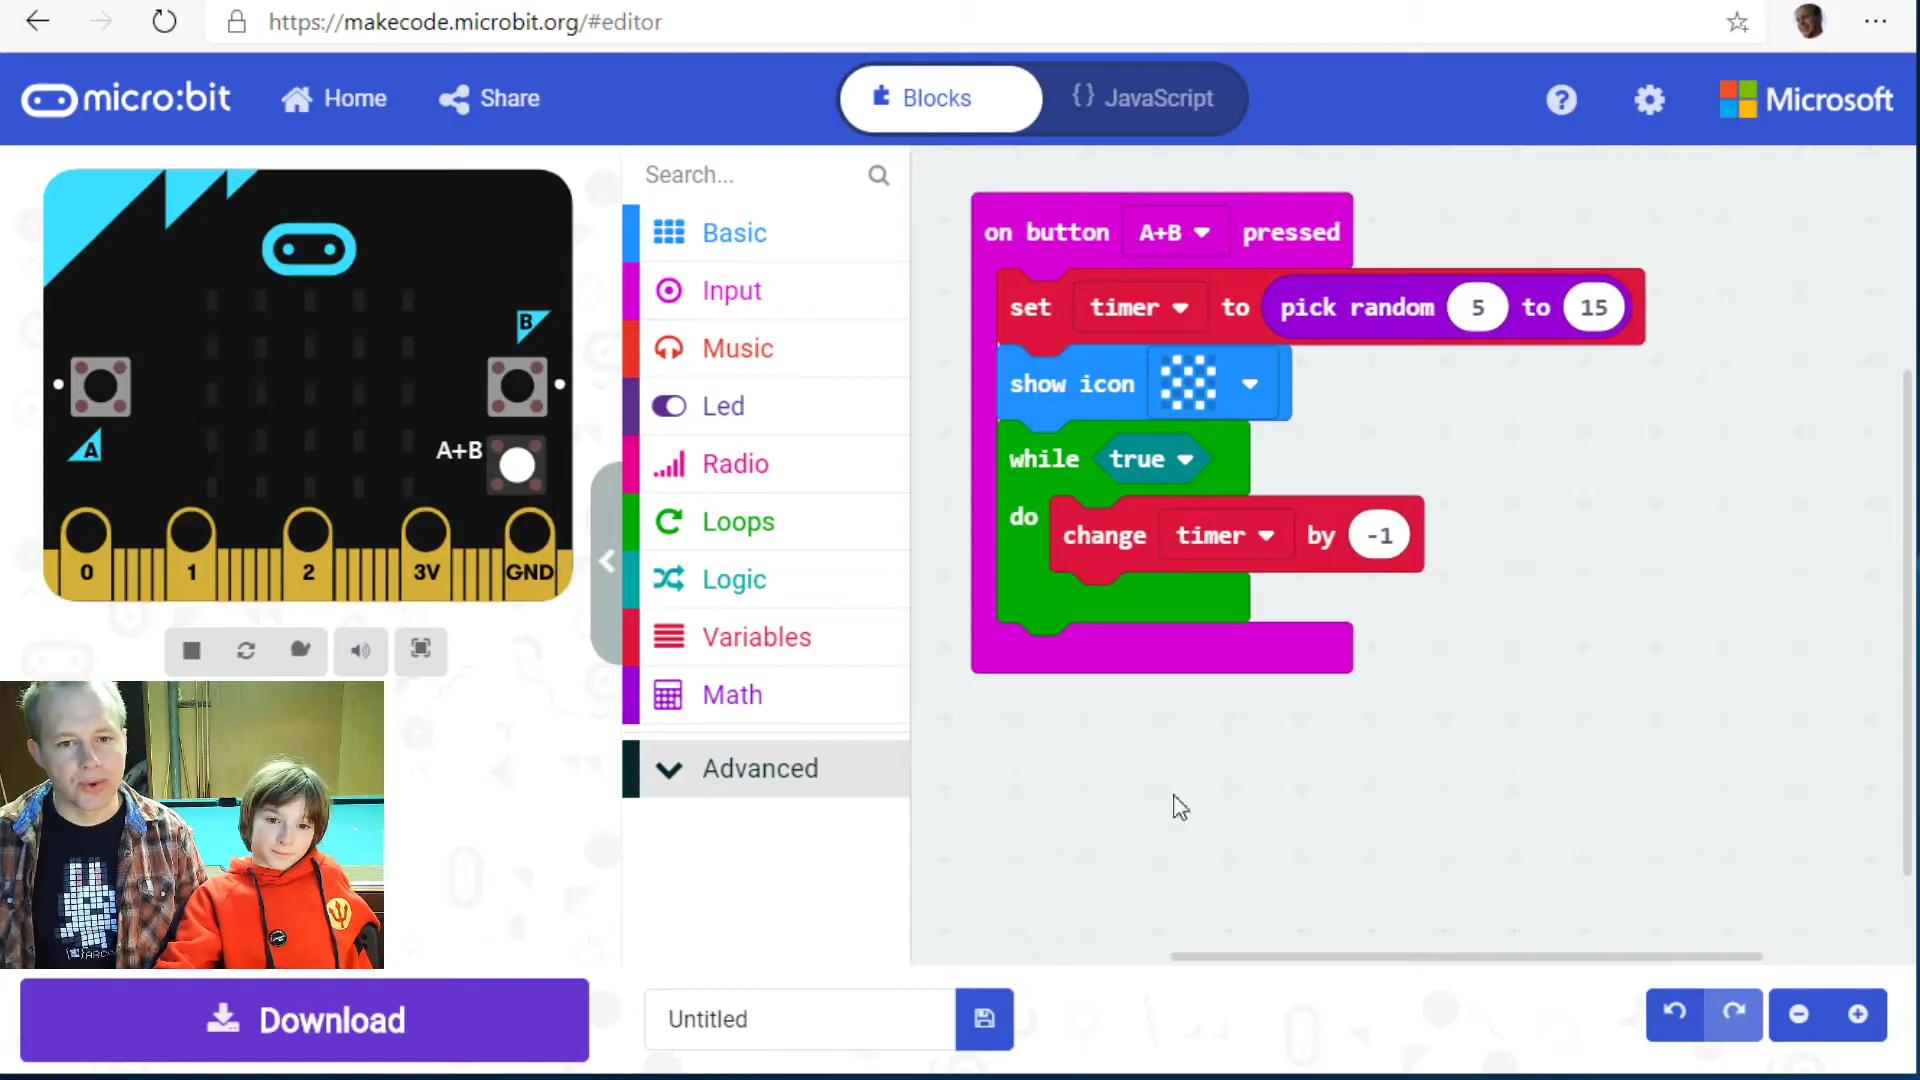 https://makecode.microbit.org/#editor
micro:bit Home Share Blocks {} JavaScript ? Microsoft
Search...
Basic
Input
Music
Led
Radio
Loops
Logic
Variables
Math
Advanced
B
A
A+B
0 1 2 3V GND
on button A+B pressed
set timer to pick random 5 to 15
show icon
while true
do change timer by -1
Download
Untitled